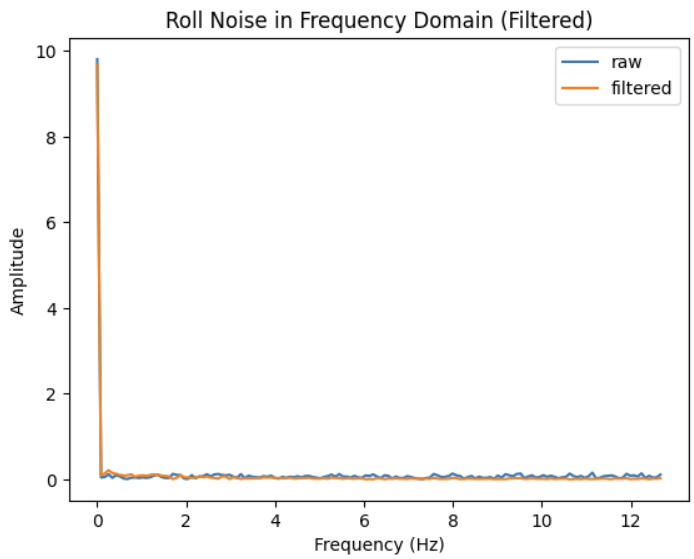 Roll Noise in Frequency Domain (Filtered)
raw
filtered
Amplitude
10
8
6
4
2
0
0 2 4 6 8 10 12
Frequency (Hz)